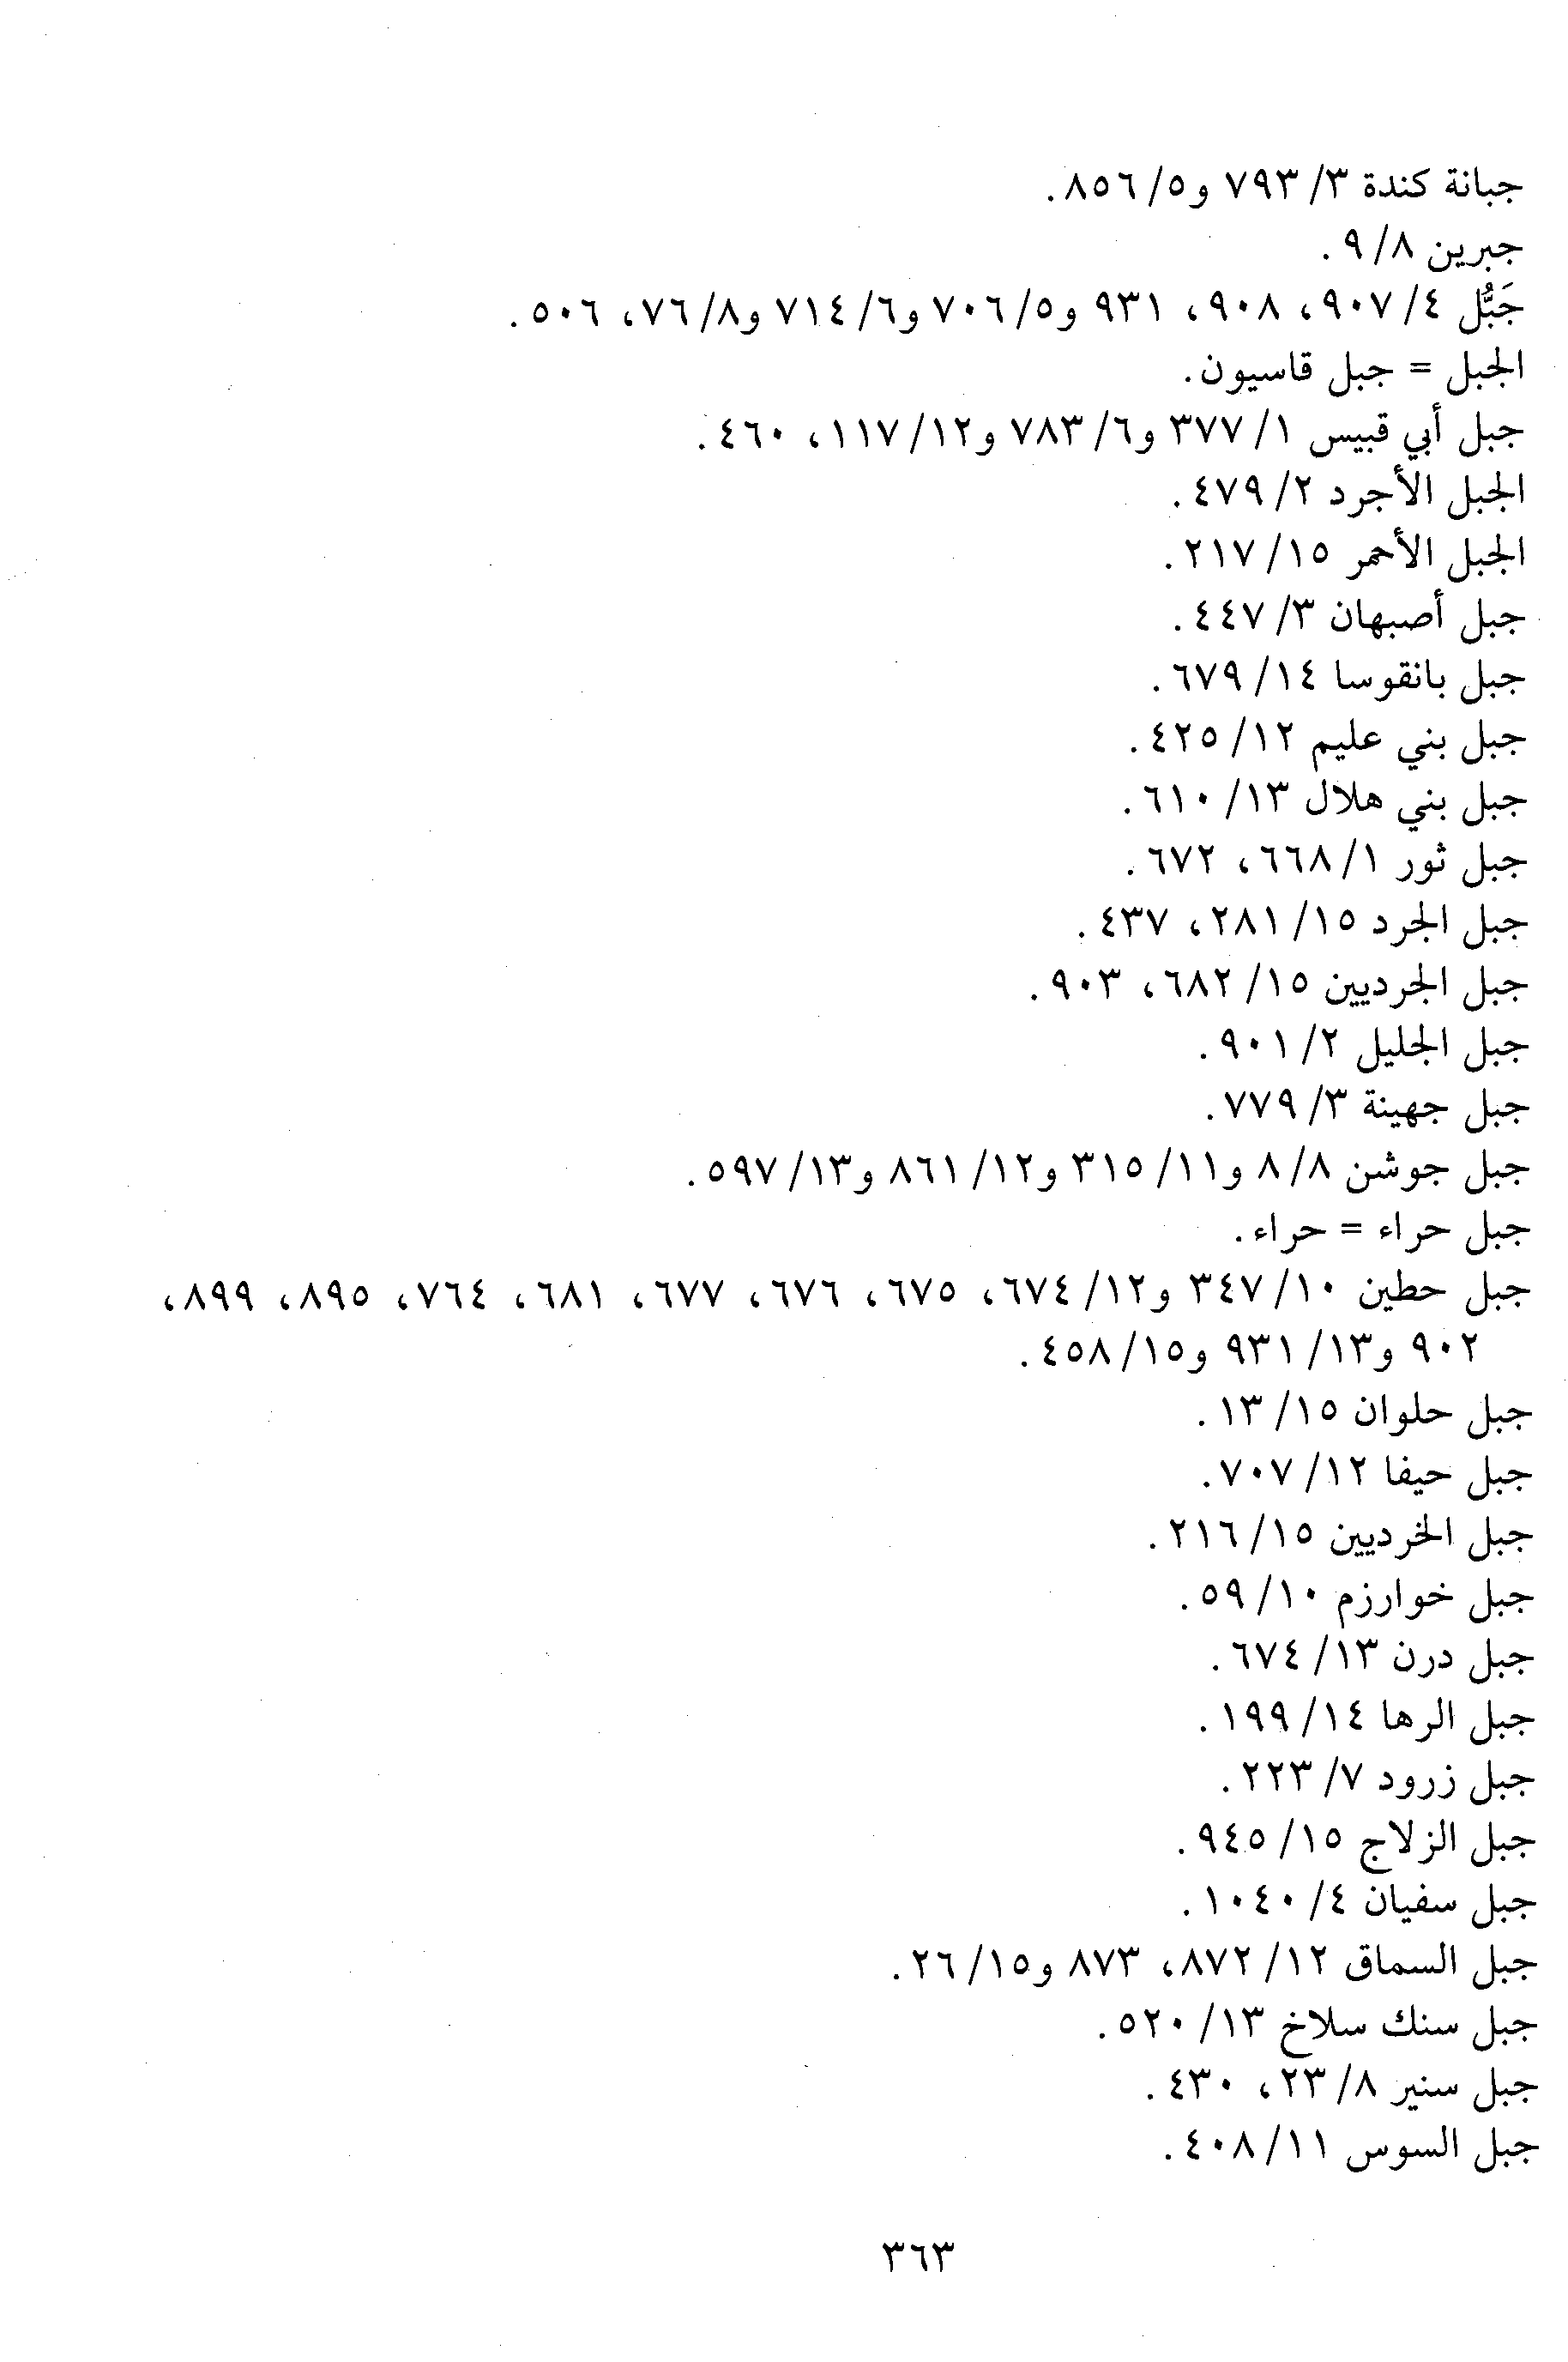 جبانة كندة ٣/ ٧٩٣ و٥/ ٨٥٦.
جبرين ٨/ ٩.
جَبُّل ٤/ ٩٠٧، ٩٠٨، ٩٣١ و٥/ ٧٠٦ و٦/ ٧١٤ و٨/ ٧٦، ٥٠٦.
الجبل = جبل قاسيون.
جبل أبي قبيس ١/ ٣٧٧ و٦/ ٧٨٣ و١٢/ ١١٧، ٤٦٠.
الجبل الأجرد ٢/ ٤٧٩.
الجبل الأحمر ١٥/ ٢١٧.
جبل أصبهان ٣/ ٤٤٧.
جبل بانقوسا ١٤/ ٦٧٩.
جبل بني عليم ١٢/ ٤٢٥.
جبل بني هلال ١٣/ ٦١٠.
جبل ثور ١/ ٦٦٨، ٦٧٢.
جبل الجرد ١٥/ ٢٨١، ٤٣٧.
جبل الجرديين ١٥/ ٦٨٢، ٩٠٣.
جبل الجليل ٢/ ٩٠١.
جبل جهينة ٣/ ٧٧٩.
جبل جوشن ٨/ ٨ و١١/ ٣١٥ و١٢/ ٨٦١ و١٣/ ٥٩٧.
جبل حراء = حراء.
جبل حطين ١٠/ ٣٤٧ و١٢/ ٦٧٤، ٦٧٥، ٦٧٦، ٦٧٧، ٦٨١، ٧٦٤، ٨٩٥، ٨٩٩،
٩٠٢ و١٣/ ٩٣١ و١٥/ ٤٥٨.
جبل حلوان ١٥/ ١٣.
جبل حيفا ١٢/ ٧٠٧.
جبل الخرديين ١٥/ ٢١٦.
جبل خوارزم ١٠/ ٥٩.
جبل درن ١٣/ ٦٧٤.
جبل الرها ١٤/ ١٩٩.
جبل زرود ٧/ ٢٢٣.
جبل الزلاج ١٥/ ٩٤٥.
جبل سفيان ٤/ ١٠٤٠.
جبل السماق ١٢/ ٨٧٢، ٨٧٣ و١٥/ ٢٦.
جبل سنك سلاخ ١٣/ ٥٢٠.
جبل سنير ٨/ ٢٣، ٤٣٠.
جبل السوس ١١/ ٤٠٨.
٣٦٣